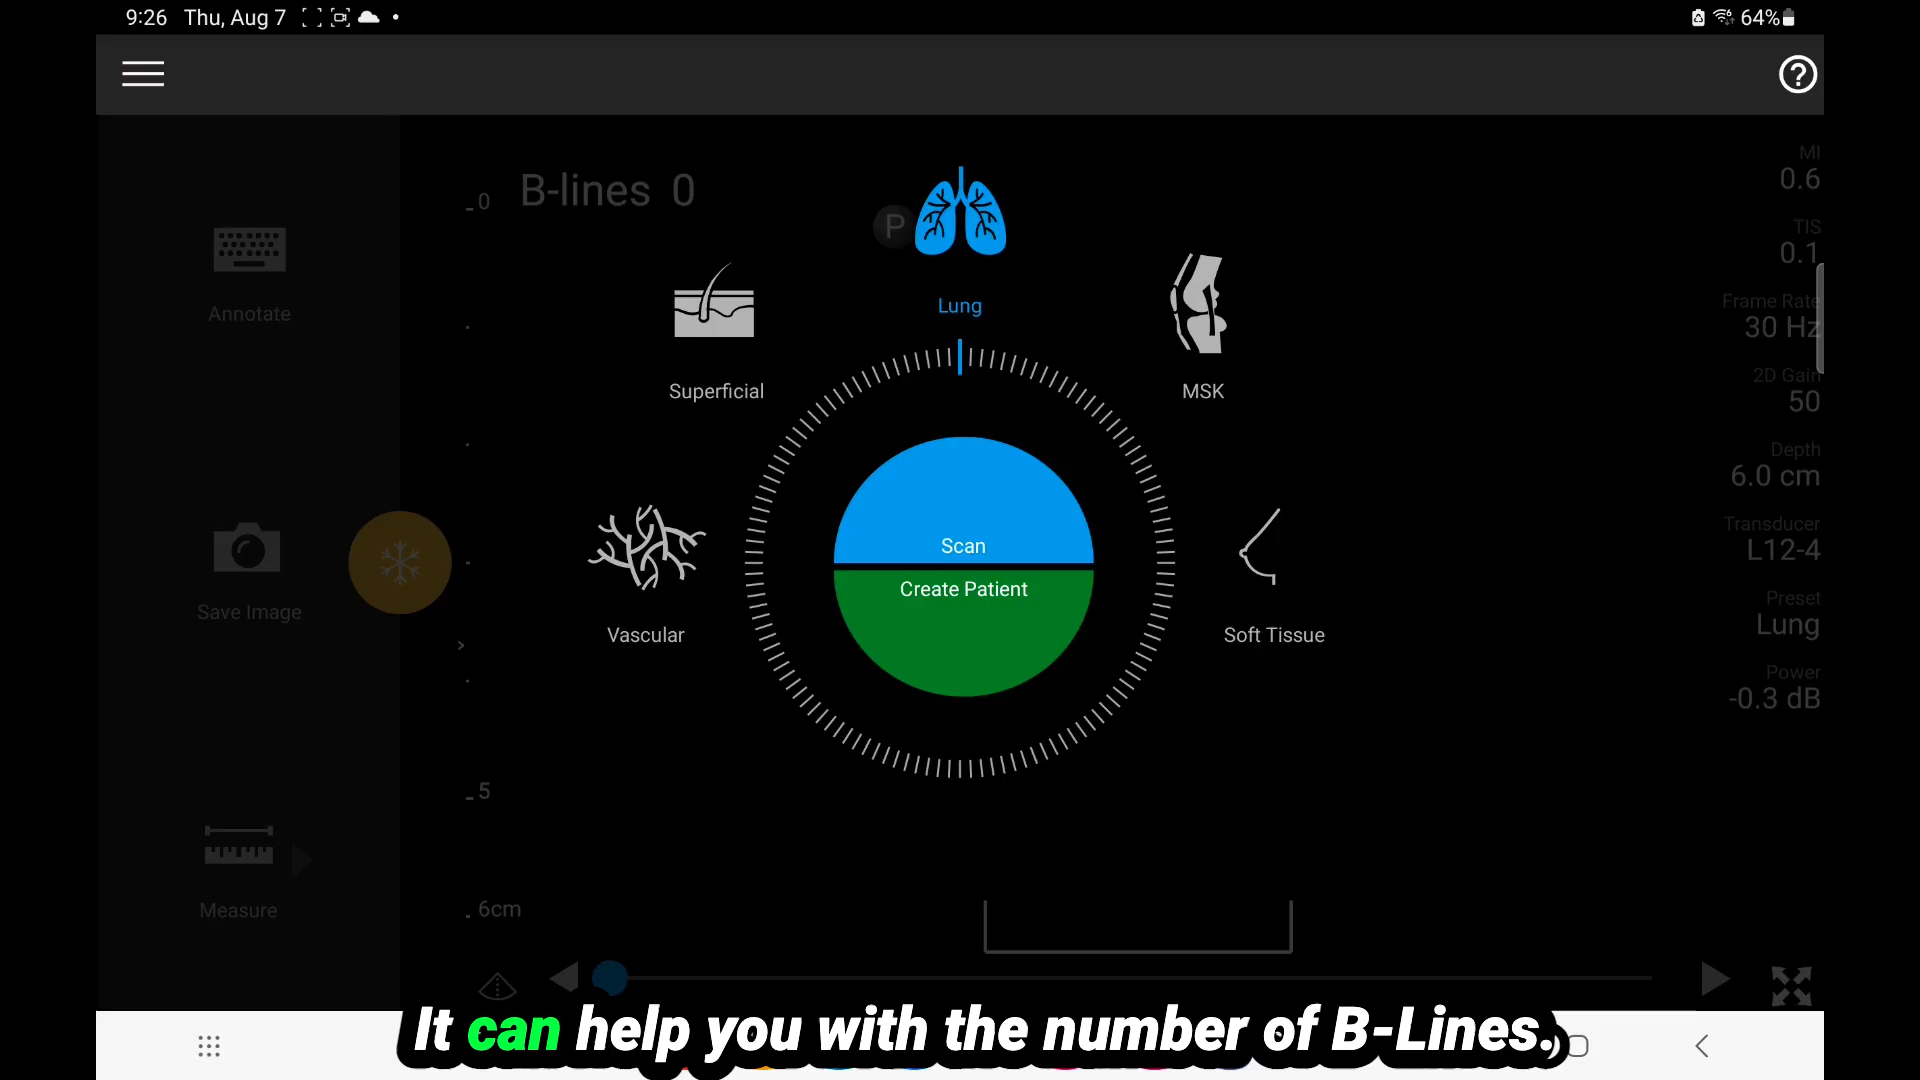 9:26 Thu, Aug 7
64%
B-lines 0
P
0
Lung
Superficial
MSK
Annotate
Scan
Create Patient
Save Image
Vascular
Soft Tissue
5
Measure
6cm
MI
0.6
TIS
0.1
Frame Rate
30 Hz
2D Gain
50
Depth
6.0 cm
Transducer
L12-4
Preset
Lung
Power
-0.3 dB
It can help you with the number of B-Lines.